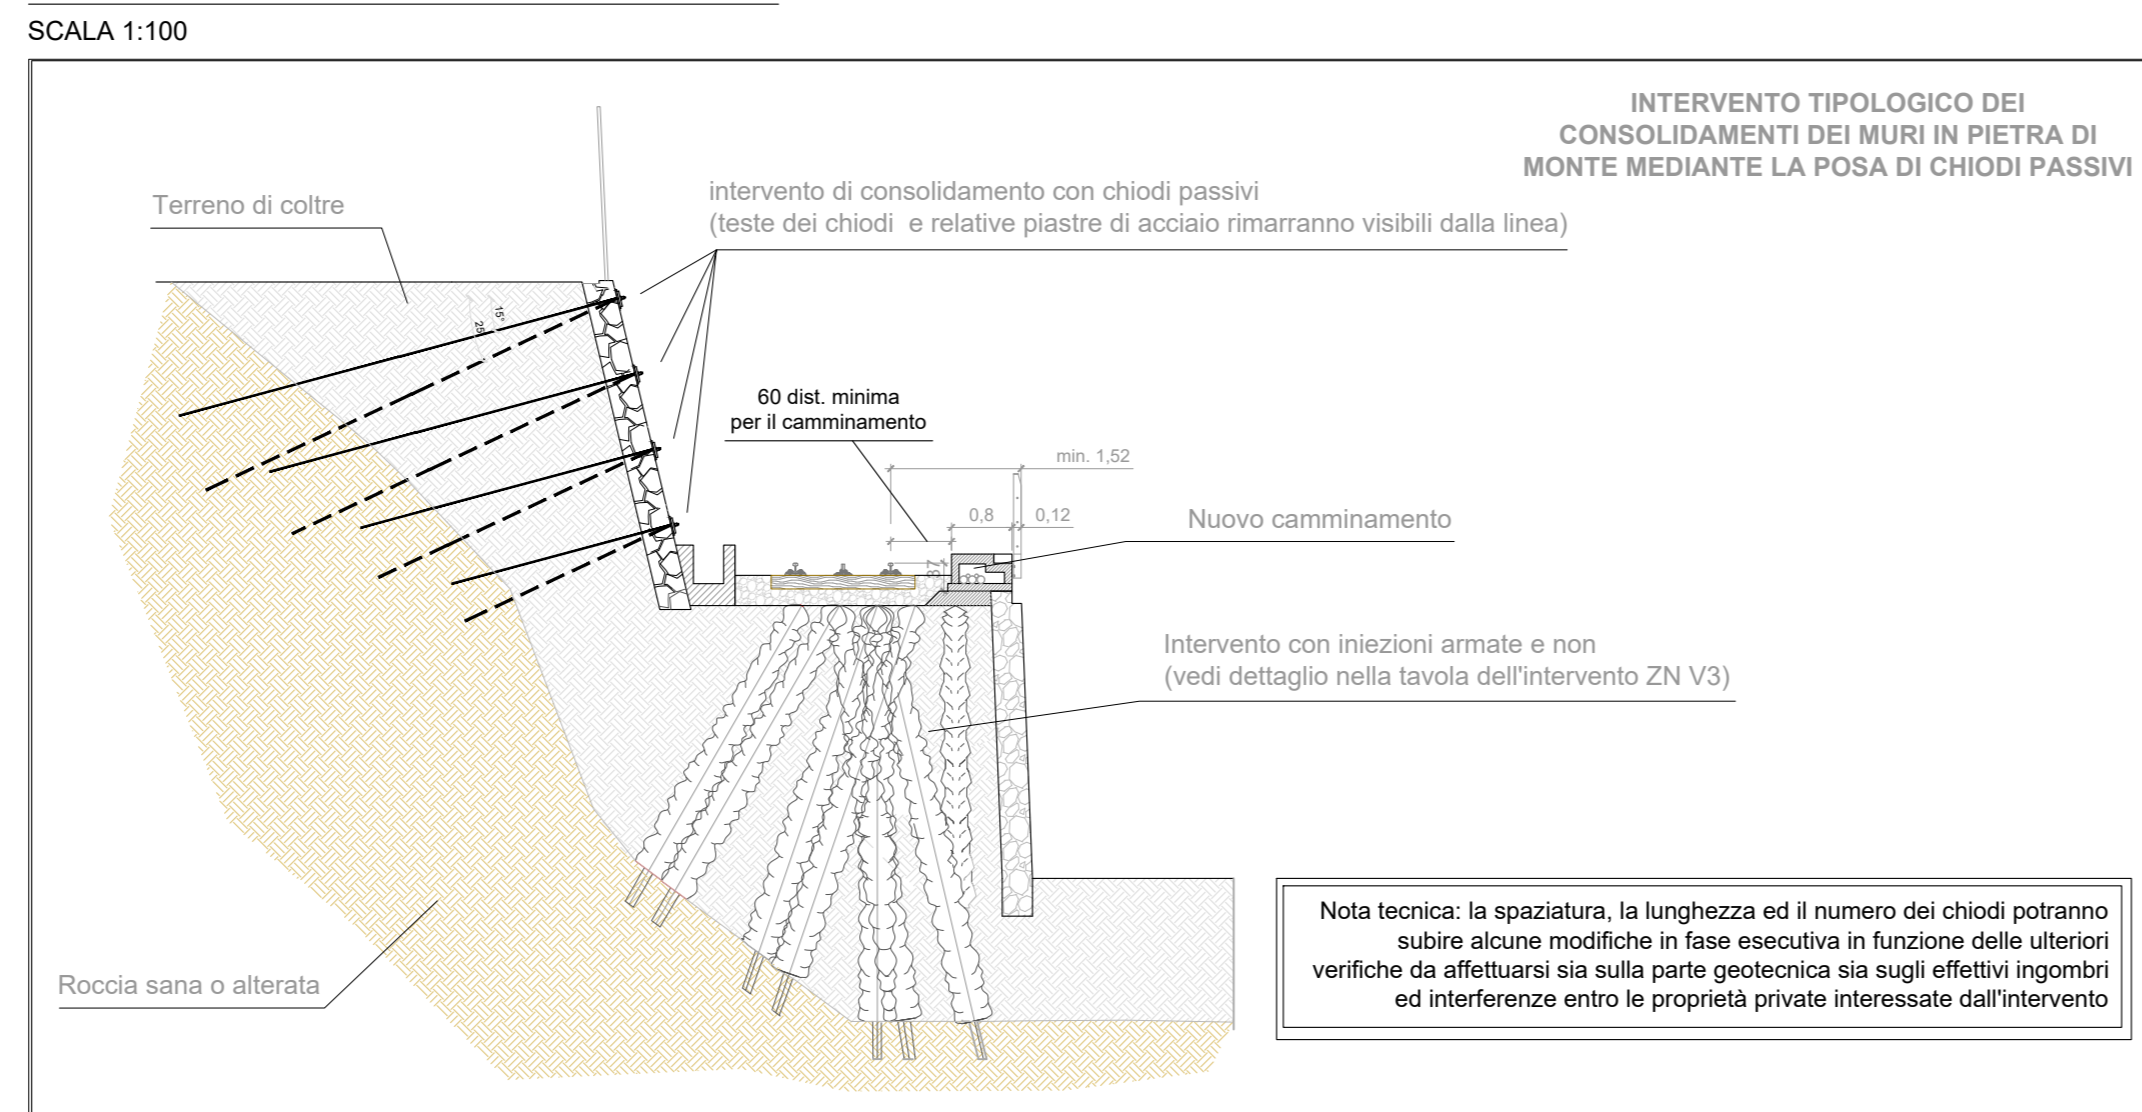 SCALA 1:100
INTERVENTO TIPOLOGICO DEI
CONSOLIDAMENTI DEI MURI IN PIETRA DI
MONTE MEDIANTE LA POSA DI CHIODI PASSIVI
intervento di consolidamento con chiodi passivi
(teste dei chiodi e relative piastre di acciaio rimarranno visibili dalla linea)
Terreno di coltre
15°
25
60 dist. minima
per il camminamento
min. 1,52
0,8
0,12
Nuovo camminamento
37
Intervento con iniezioni armate e non
(vedi dettaglio nella tavola dell'intervento ZN V3)
Roccia sana o alterata
Nota tecnica: la spaziatura, la lunghezza ed il numero dei chiodi potranno
subire alcune modifiche in fase esecutiva in funzione delle ulteriori
verifiche da affettuarsi sia sulla parte geotecnica sia sugli effettivi ingombri
ed interferenze entro le proprietà private interessate dall'intervento